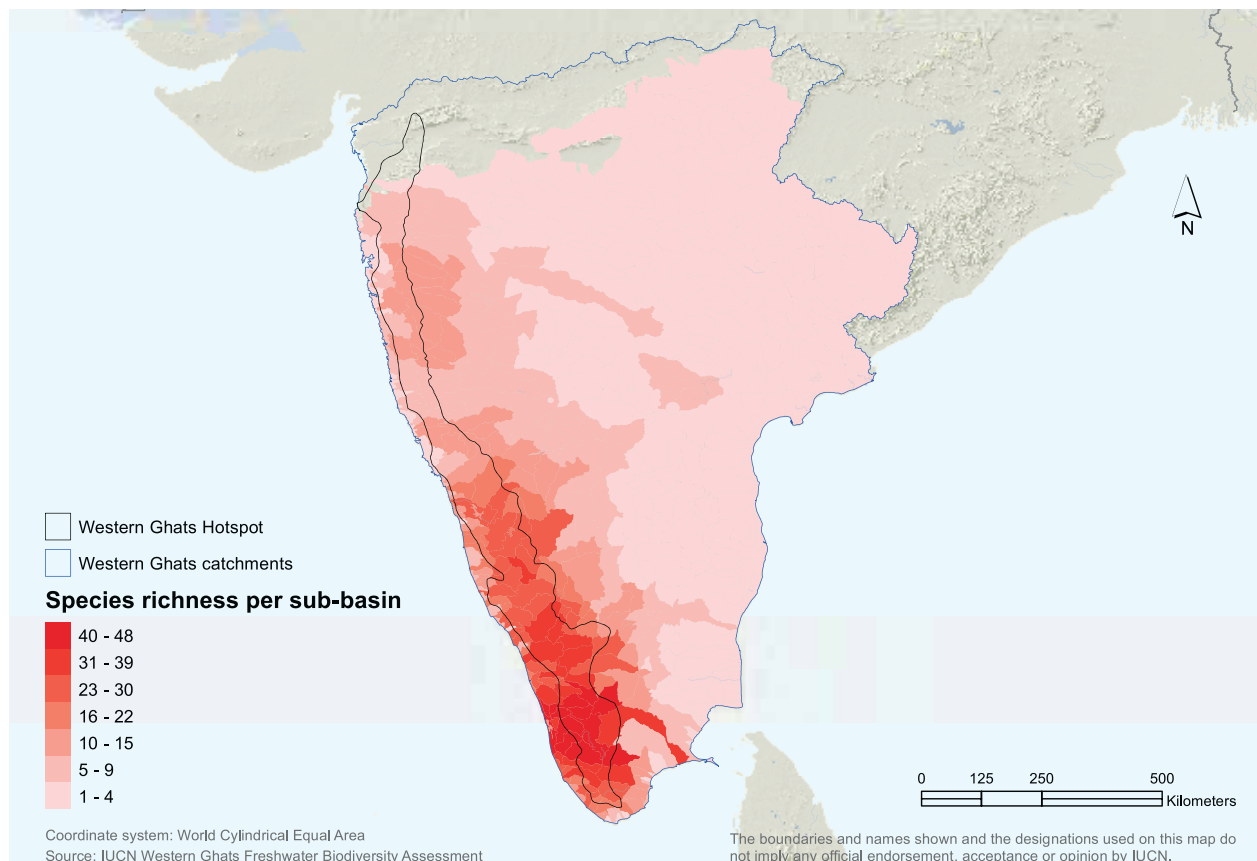 N
Western Ghats Hotspot
Western Ghats catchments
Species richness per sub-basin
40 - 48
31 - 39
23 - 30
16 - 22
10 - 15
5 - 9
1 - 4
0 125 250 500
Kilometers
Coordinate system: World Cylindrical Equal Area
Source: IUCN Western Ghats Freshwater Biodiversity Assessment
The boundaries and names shown and the designations used on this map do
not imply any official endorsement, acceptance or opinion by IUCN.